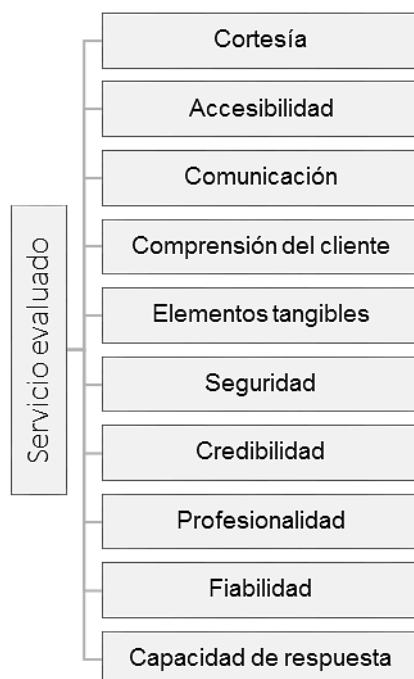 Servicio evaluado
Cortesía
Accesibilidad
Comunicación
Comprensión del cliente
Elementos tangibles
Seguridad
Credibilidad
Profesionalidad
Fiabilidad
Capacidad de respuesta